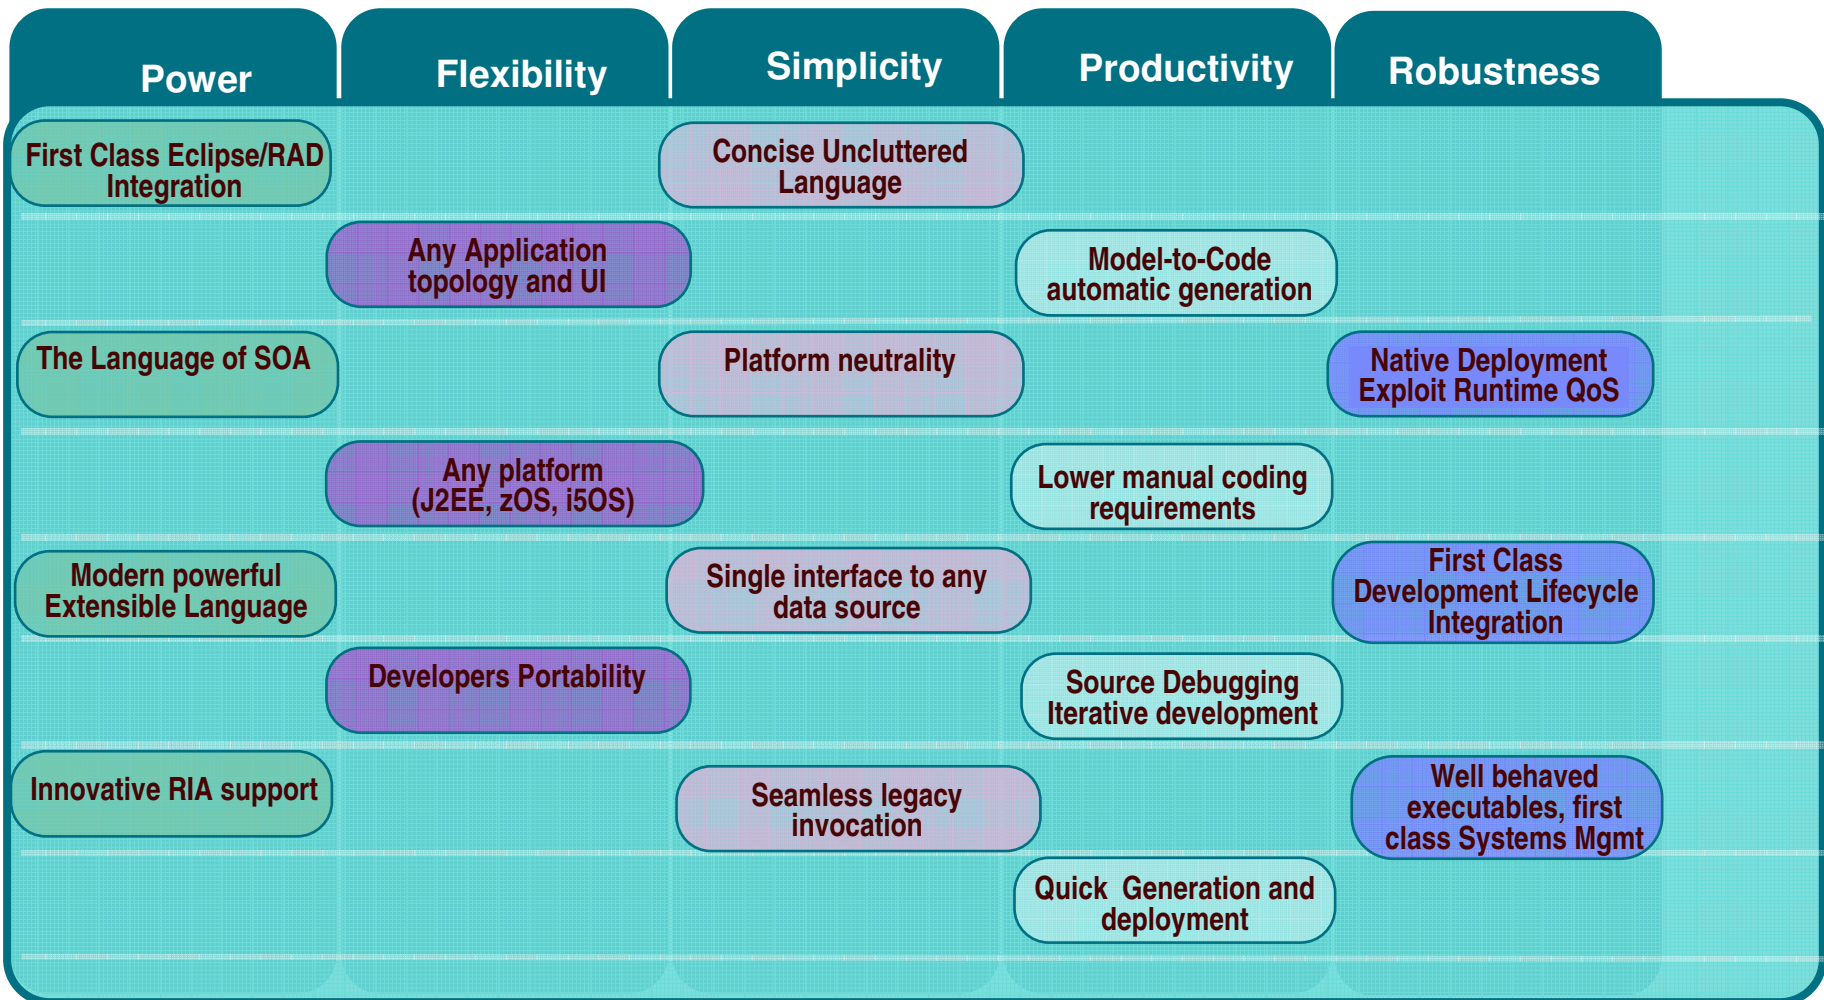 Power
Flexibility
Simplicity
Productivity
Robustness
First Class Eclipse/RAD
Integration
Concise Uncluttered
Language
Any Application
topology and UI
Model-to-Code
automatic generation
The Language of SOA
Platform neutrality
Native Deployment
Exploit Runtime QoS
Any platform
(J2EE, zOS, i5OS)
Lower manual coding
requirements
Modern powerful
Extensible Language
Single interface to any
data source
First Class
Development Lifecycle
Integration
Developers Portability
Source Debugging
Iterative development
Innovative RIA support
Seamless legacy
invocation
Well behaved
executables, first
class Systems Mgmt
Quick  Generation and
deployment